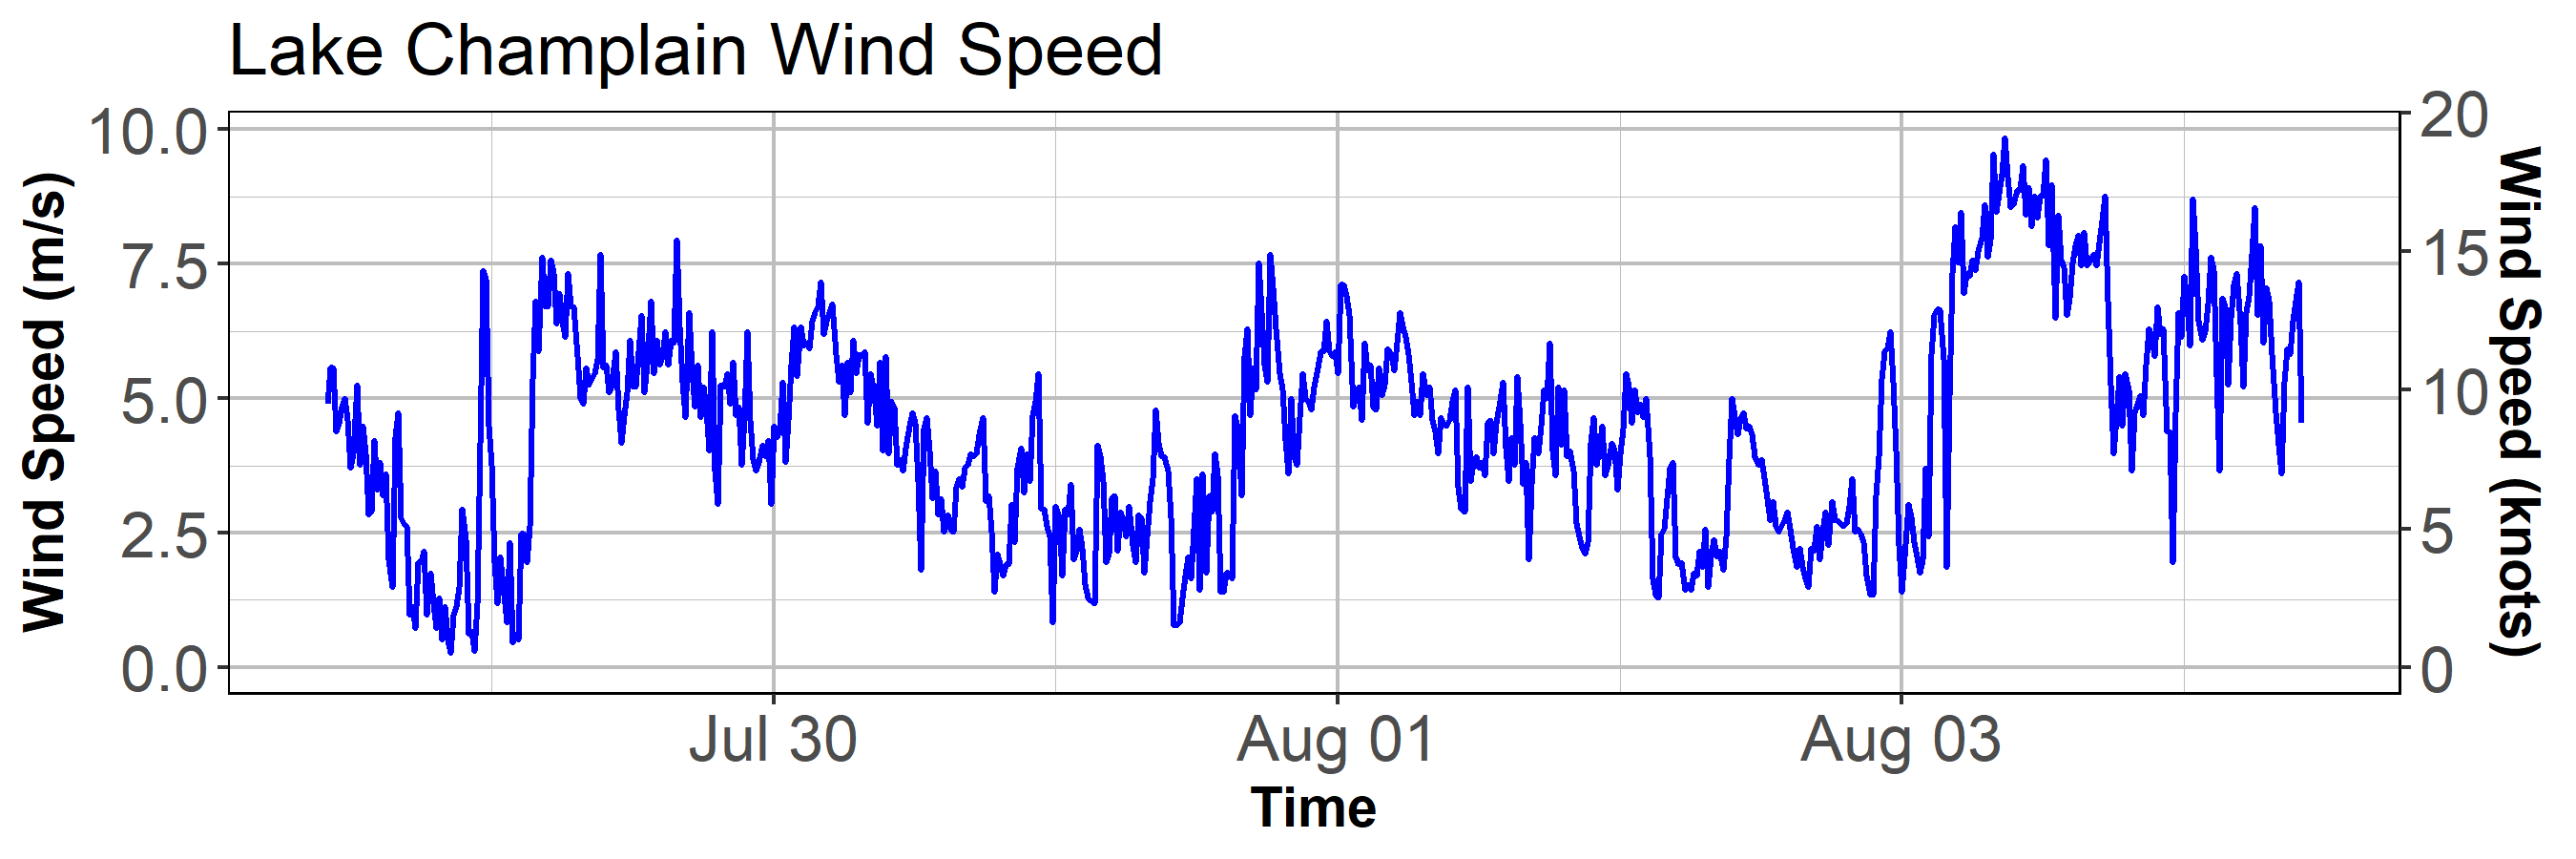 Lake Champlain Wind Speed
Wind Speed (m/s)
10.0
7.5
5.0
2.5
0.0
20
15
10
5
0
Wind Speed (knots)
Jul 30
Aug 01
Aug 03
Time